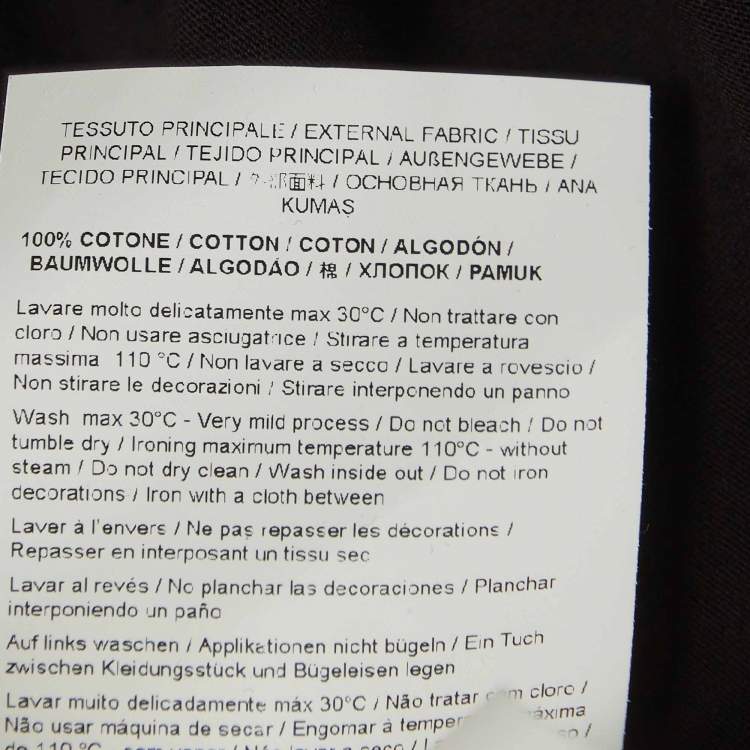 TESSUTO PRINCIPALE / EXTERNAL FABRIC / TISSU
PRINCIPAL / TEJIDO PRINCIPAL / AUßENGEWEBE /
TECIDO PRINCIPAL / 面料 / ОСНОВНАЯ ТКАНЬ / ANA
KUMAŞ
100% COTONE / COTTON / COTON / ALGODÓN /
BAUMWOLLE / ALGODÃO / 棉 / ХЛОПОК / PAMUK
Lavare molto delicatamente max 30°C / Non trattare con
cloro / Non usare asciugatrice / Stirare a temperatura
massima 110 °C / Non lavare a secco / Lavare a rovescio /
Non stirare le decorazioni / Stirare interponendo un panno
Wash max 30°C - Very mild process / Do not bleach / Do not
tumble dry / Ironing maximum temperature 110°C - without
steam / Do not dry clean / Wash inside out / Do not iron
decorations / Iron with a cloth between
Laver à l'envers / Ne pas repasser les décorations /
Repasser en interposant un tissu sec
Lavar al revés / No planchar las decoraciones / Planchar
interponiendo un paño
Auf links waschen / Applikationen nicht bügeln / Ein Tuch
zwischen Kleidungsstück und Bügeleisen legen
Lavar muito delicadamente máx 30°C / Não tratar com cloro /
Não usar máquina de secar / Engomar à temper áxima